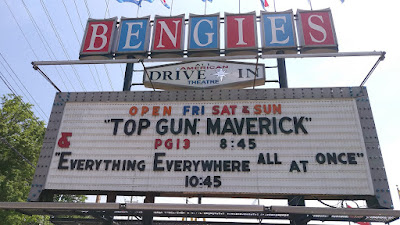 BENGIES
ALL
AMERICAN
DRIVE IN
THEATRE
OPEN FRI SAT & SUN
"TOP GUN: MAVERICK"
& PG13 8:45
"EVERYTHING EVERYWHERE ALL AT ONCE"
10:45